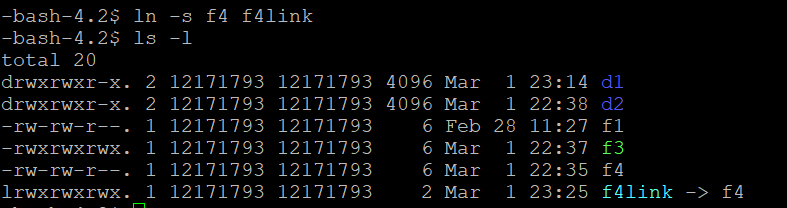 -bash-4.2$ ln -s f4 f4link
-bash-4.2$ ls -l
total 20
drwxrwxr-x. 2 12171793 12171793 4096 Mar  1 23:14 d1
drwxrwxr-x. 2 12171793 12171793 4096 Mar  1 22:38 d2
-rw-rw-r--. 1 12171793 12171793    6 Feb 28 11:27 f1
-rwxrwxrwx. 1 12171793 12171793    6 Mar  1 22:37 f3
-rw-rw-r--. 1 12171793 12171793    6 Mar  1 22:35 f4
lrwxrwxrwx. 1 12171793 12171793    2 Mar  1 23:25 f4link -> f4